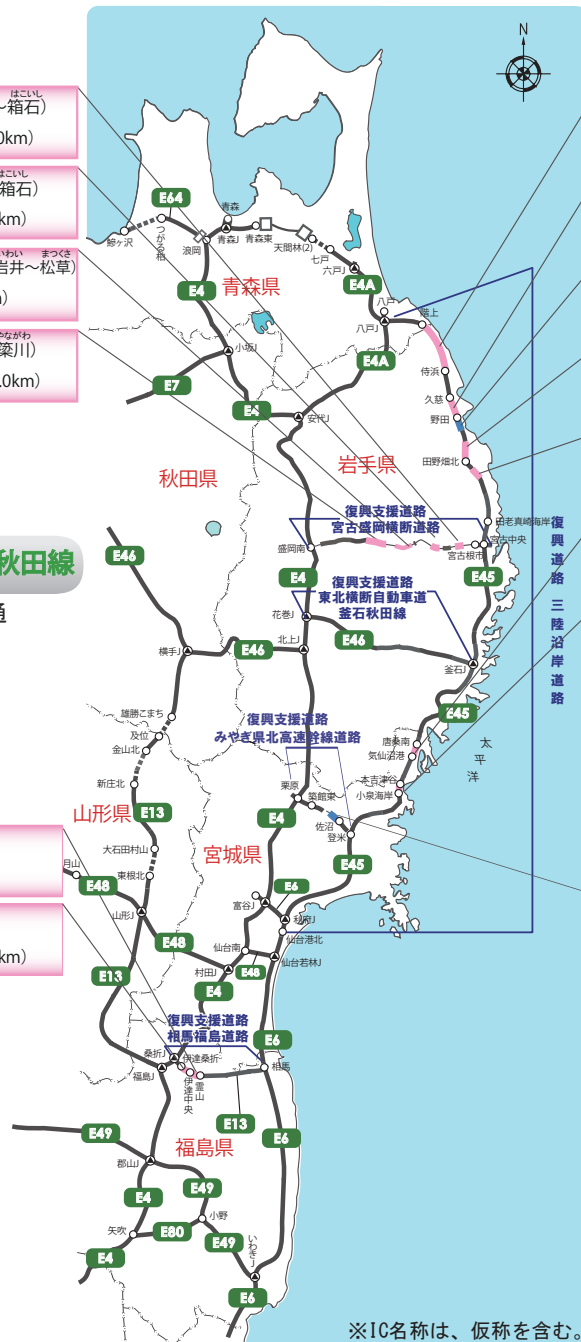 N
はこいし
～箱石）
0km）
はこいし
箱石）
km）
いわい まつくさ
岩井～松草）
m）
やながわ
簗川）
.0km）
秋田線
通
km）
E64
青森
鰺ヶ沢
つがる柏
浪岡
青森J
青森東
天間林(2)
七戸
六戸J
E4
青森県
E4A
八戸
八戸J
階上
小坂J
E4A
侍浜
E7
E4
安代J
久慈
野田
秋田県
岩手県
田野畑北
復興支援道路
宮古盛岡横断道路
田老真崎海岸
宮古中央
宮古根市
盛岡南
E46
E4
復興支援道路
東北横断自動車道
釜石秋田線
E45
復興道路 三陸沿岸道路
花巻J
E46
北上J
E46
横手J
釜石J
雄勝こまち
E45
及位
金山北
復興支援道路
みやぎ県北高速幹線道路
唐桑南
気仙沼港
太平洋
新庄北
本吉津谷
小泉海岸
栗原
築館東
山形県
E13
E4
佐沼
登米
大石田村山
宮城県
月山
東根北
E45
E48
E6
富谷J
山形J
利府J
E48
仙台南
仙台港北
E13
村田J
E48
仙台若林J
E4
復興支援道路
相馬福島道路
E6
桑折J
伊達桑折
福島J
伊達中央
霊山
相馬
E13
E49
福島県
E6
郡山J
E4
E49
小野
矢吹
E80
E49
いわきJ
E4
E6
※IC名称は、仮称を含む。